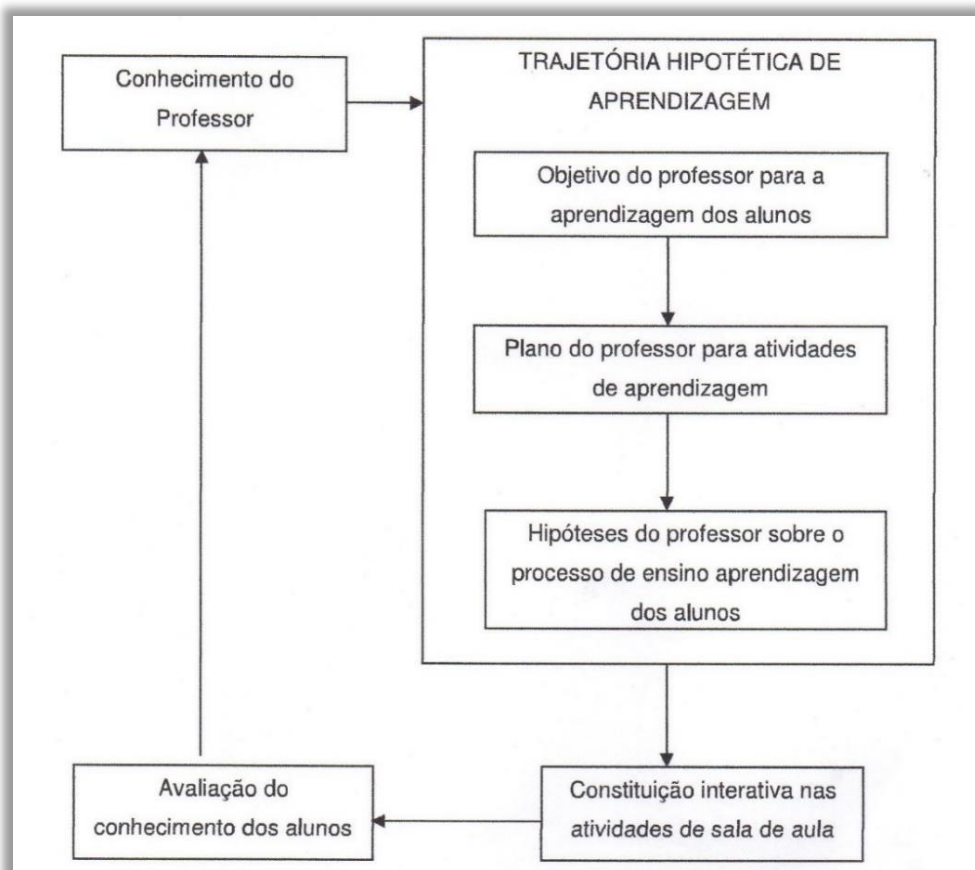 Conhecimento do
Professor
TRAJETÓRIA HIPOTÉTICA DE
APRENDIZAGEM
Objetivo do professor para a
aprendizagem dos alunos
Plano do professor para atividades
de aprendizagem
Hipóteses do professor sobre o
processo de ensino aprendizagem
dos alunos
Avaliação do
conhecimento dos alunos
Constituição interativa nas
atividades de sala de aula